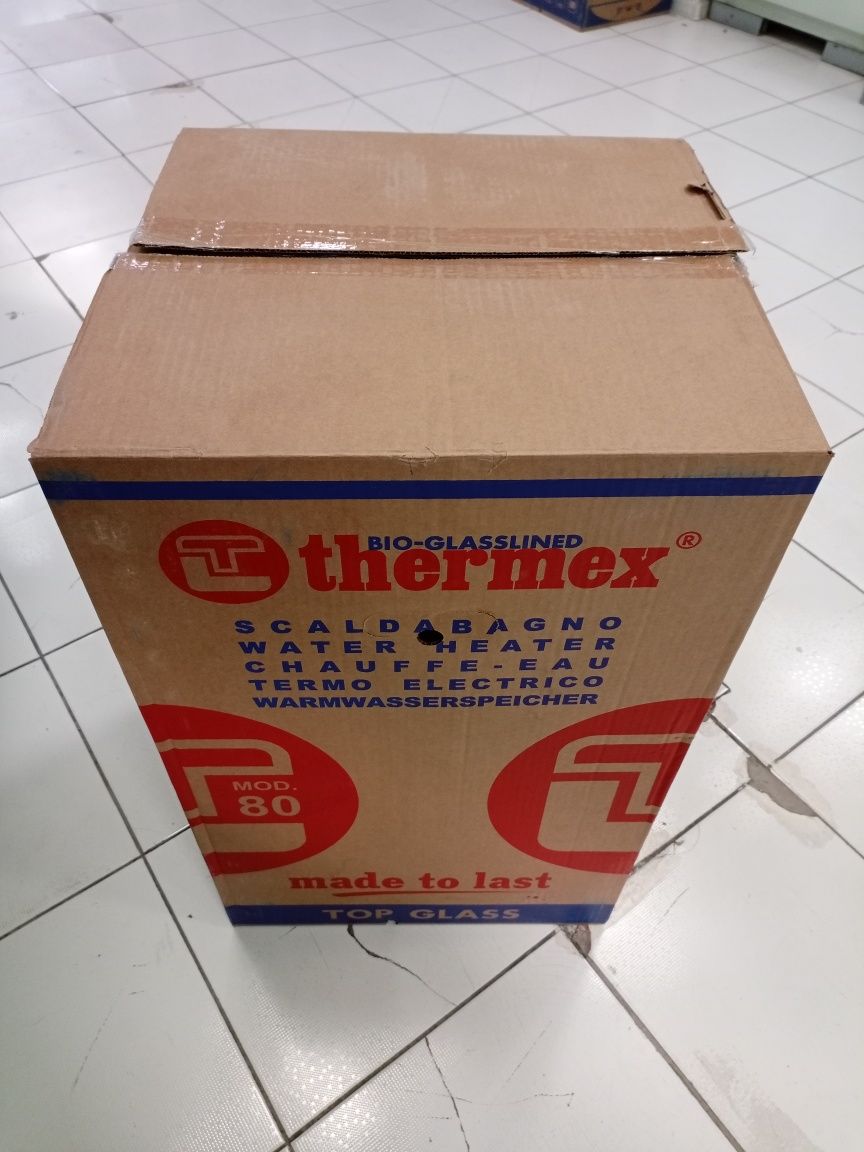 BIO-GLASSLINED
thermex ®
SCALDABAGNO
WATER HEATER
CHAUFFE-EAU
TERMO ELECTRICO
WARMWASSERSPEICHER
MOD.
80
made to last
TOP GLASS